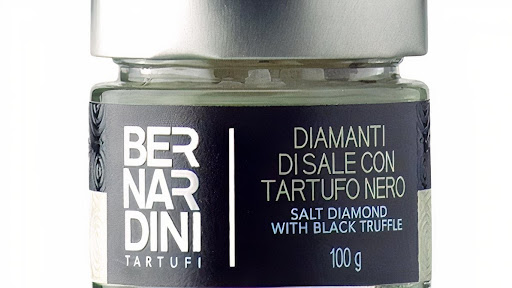 BER
NAR
DINI
TARTUFI
DIAMANTI
DI SALE CON
TARTUFO NERO
SALT DIAMOND
WITH BLACK TRUFFLE
100 g